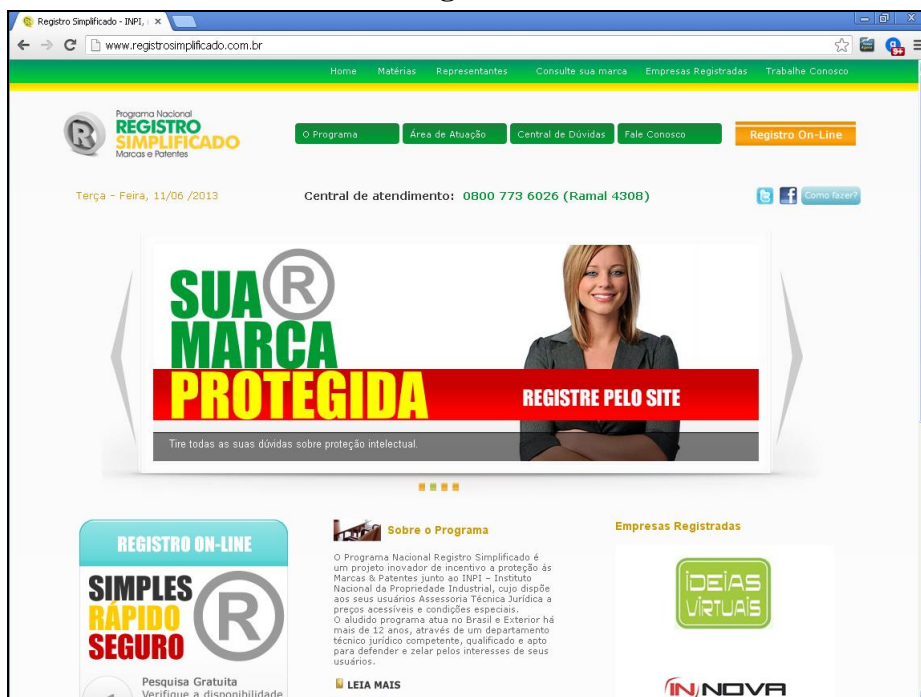 Registro Simplificado - INPI,
www.registrosimplificado.com.br
9+
Home Matérias Representantes Consulte sua marca Empresas Registradas Trabalhe Conosco
Programa Nacional
REGISTRO
SIMPLIFICADO
Marcas e Patentes
R
O Programa Área de Atuação Central de Dúvidas Fale Conosco Registro On-Line
Terça - Feira, 11/06 /2013 Central de atendimento: 0800 773 6026 (Ramal 4308) Como fazer?
SUA R
MARCA
PROTEGIDA REGISTRE PELO SITE
Tire todas as suas dúvidas sobre proteção intelectual.
REGISTRO ON-LINE
SIMPLES
RÁPIDO
SEGURO
R
Pesquisa Gratuita
Verifique a disponibilidade
Sobre o Programa
O Programa Nacional Registro Simplificado é
um projeto inovador de incentivo a proteção ás
Marcas & Patentes junto ao INPI – Instituto
Nacional da Propriedade Industrial, cujo dispõe
aos seus usuários Assessoria Técnica Jurídica a
preços acessíveis e condições especiais.
O aludido programa atua no Brasil e Exterior há
mais de 12 anos, através de um departamento
técnico jurídico competente, qualificado e apto
para defender e zelar pelos interesses de seus
usuários.
LEIA MAIS
Empresas Registradas
iDEiAS
ViRTUAiS
INNOVA